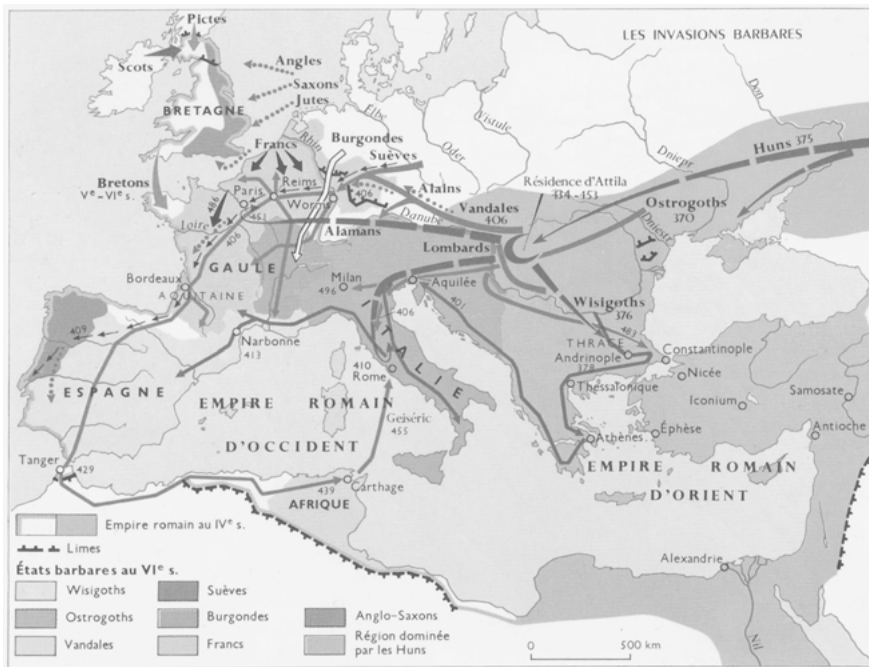 LES INVASIONS BARBARES
Pictes
Scots
Angles
Saxons
Jutes
BRETAGNE
Bretons
Ve-VIe s.
Francs
Rhin
Burgondes
Suèves
Elbe
Oder
Vistule
Dniepr
Don
Huns 375
Alains
Vandales
406
Résidence d'Attila
434-453
Ostrogoths
370
Dniestr
Paris
451
486
406
Reims
Worms
406
Loire
Alamans
Danube
Lombards
GAULE
Bordeaux
AQUITAINE
Milan
496
Aquilée
401
406
Wisigoths
376
483
THRACE
Andrinople
378
Constantinople
Nicée
Thessalonique
Iconium
Samosate
Antioche
Éphèse
Athènes
409
ESPAGNE
Narbonne
413
ITALIE
410
Rome
EMPIRE ROMAIN
D'OCCIDENT
Geiséric
455
EMPIRE ROMAIN
D'ORIENT
Tanger
429
439
Carthage
AFRIQUE
Alexandrie
Nil
Empire romain au IVe s.
Limes
États barbares au VIe s.
Wisigoths
Suèves
Ostrogoths
Burgondes
Anglo-Saxons
Vandales
Francs
Région dominée
par les Huns
0 500 km